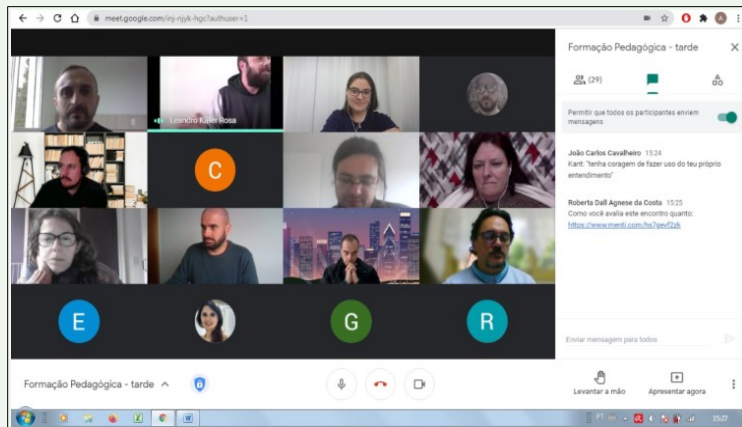 meet.google.com/inj-njyk-hgc?authuser=1
Formação Pedagógica - tarde
(29)
Permitir que todos os participantes enviem
mensagens
João Carlos Cavalheiro 15:24
Kant: "tenha coragem de fazer uso do teu próprio
entendimento"
Roberta Dall Agnese da Costa 15:25
Como você avalia este encontro quanto:
https://www.menti.com/hs7gevf2zk
Leandro Kaler Rosa
C
E
G
R
Enviar mensagem para todos
Formação Pedagógica - tarde
Levantar a mão
Apresentar agora
PT
15:27